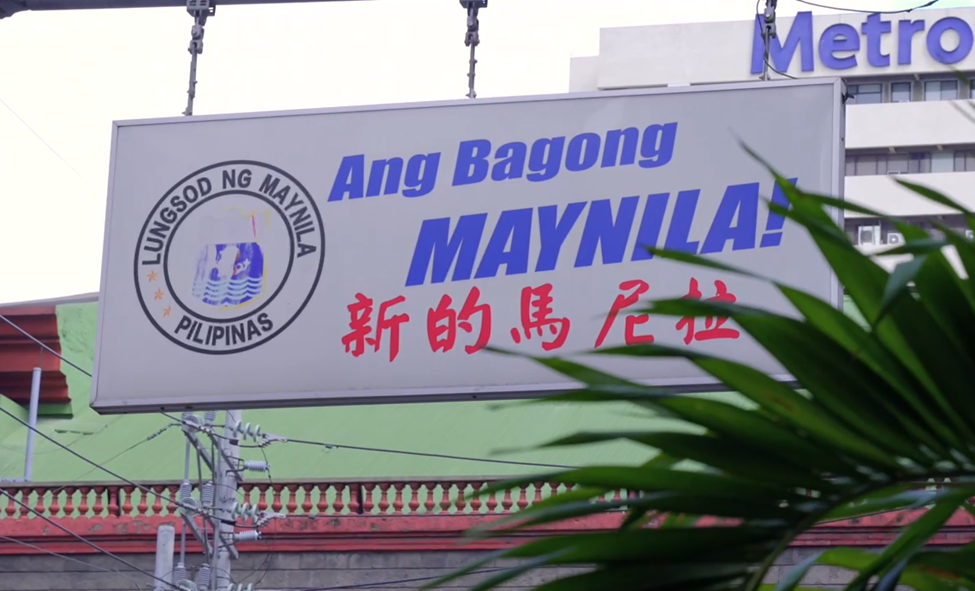 Metro
LUNGSOD NG MAYNILA
PILIPINAS
Ang Bagong
MAYNILA!
新的馬尼拉